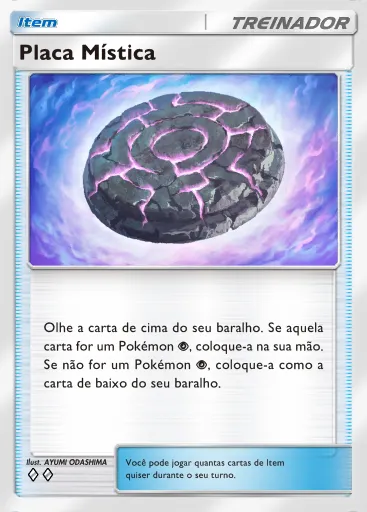 Item
TREINADOR
Placa Mística
Olhe a carta de cima do seu baralho. Se aquela
carta for um Pokémon, coloque-a na sua mão.
Se não for um Pokémon, coloque-a como a
carta de baixo do seu baralho.
Ilust. AYUMI ODASHIMA
Você pode jogar quantas cartas de Item
quiser durante o seu turno.